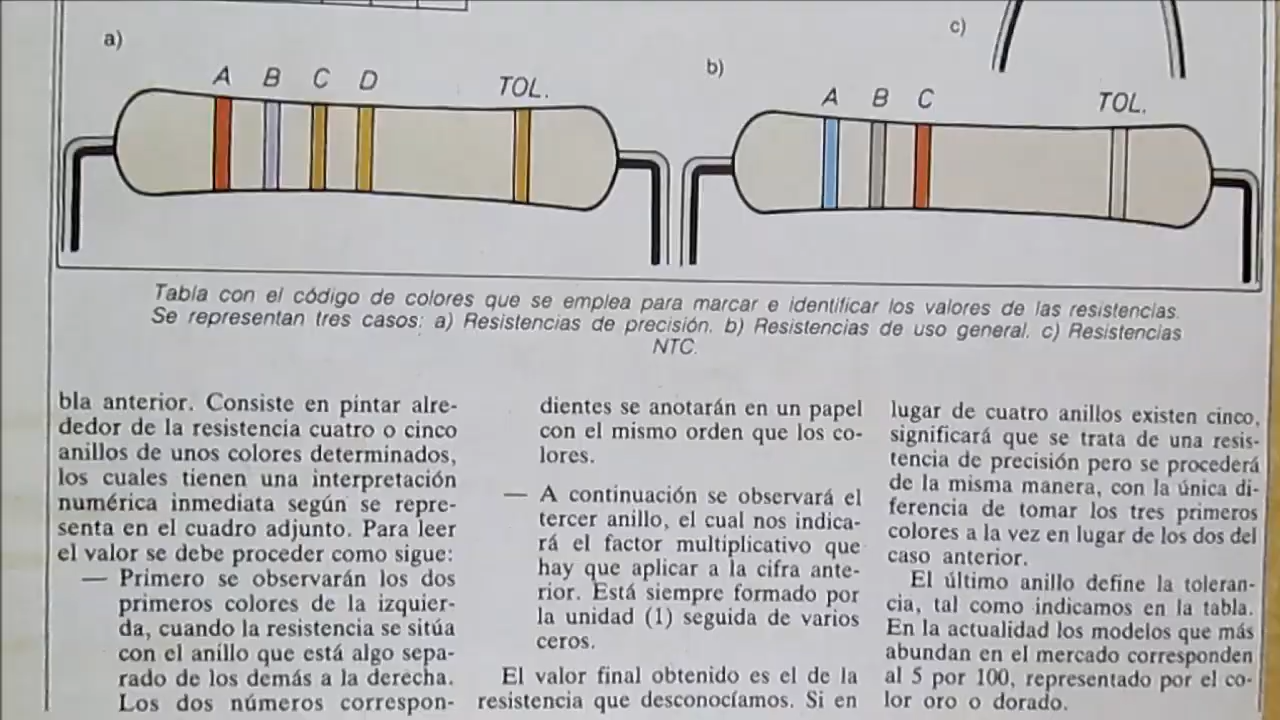 a)
A B C D TOL.
b)
A B C TOL.
c)
Tabla con el código de colores que se emplea para marcar e identificar los valores de las resistencias.
Se representan tres casos: a) Resistencias de precisión. b) Resistencias de uso general. c) Resistencias
NTC.
bla anterior. Consiste en pintar alre-
dedor de la resistencia cuatro o cinco
anillos de unos colores determinados,
los cuales tienen una interpretación
numérica inmediata según se repre-
senta en el cuadro adjunto. Para leer
el valor se debe proceder como sigue:
— Primero se observarán los dos
primeros colores de la izquier-
da, cuando la resistencia se sitúa
con el anillo que está algo sepa-
rado de los demás a la derecha.
Los dos números correspon-
dientes se anotarán en un papel
con el mismo orden que los co-
lores.
— A continuación se observará el
tercer anillo, el cual nos indica-
rá el factor multiplicativo que
hay que aplicar a la cifra ante-
rior. Está siempre formado por
la unidad (1) seguida de varios
ceros.
El valor final obtenido es el de la
resistencia que desconocíamos. Si en
lugar de cuatro anillos existen cinco,
significará que se trata de una resis-
tencia de precisión pero se procederá
de la misma manera, con la única di-
ferencia de tomar los tres primeros
colores a la vez en lugar de los dos del
caso anterior.
El último anillo define la toleran-
cia, tal como indicamos en la tabla.
En la actualidad los modelos que más
abundan en el mercado corresponden
al 5 por 100, representado por el co-
lor oro o dorado.